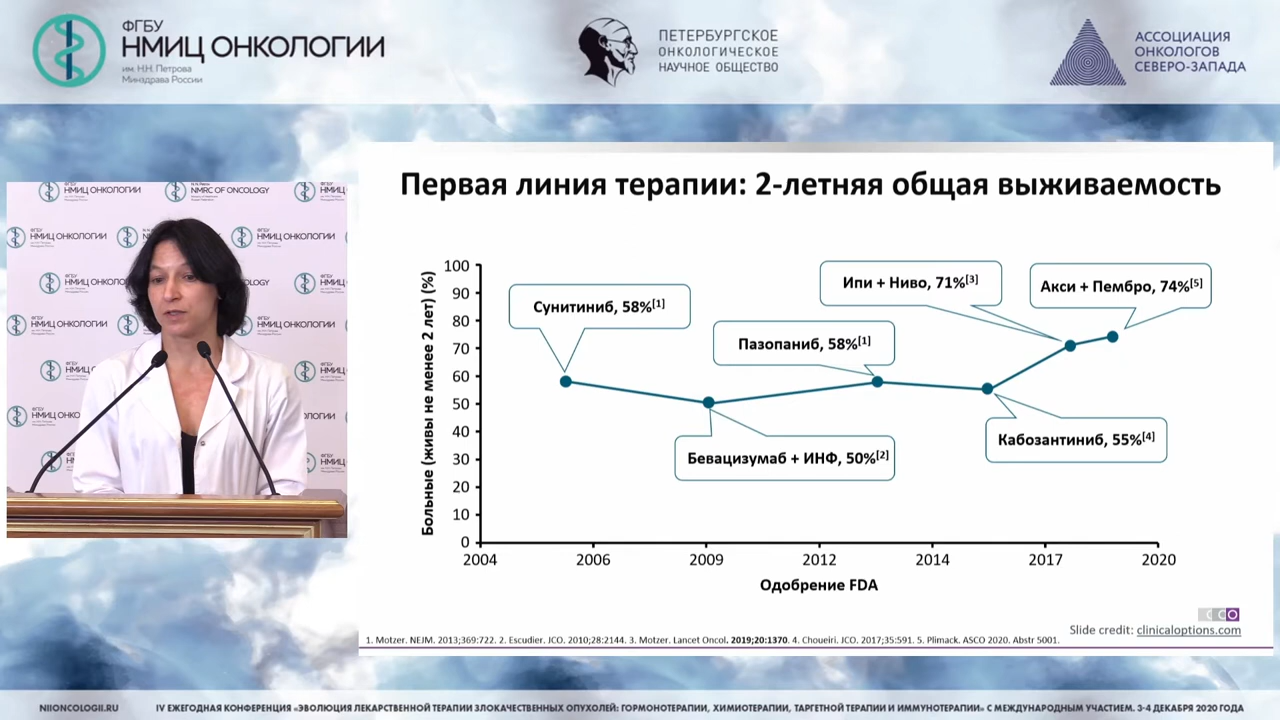 ФГБУ
НМИЦ ОНКОЛОГИИ
им. Н.Н. Петрова
Минздрава России
ПЕТЕРБУРГСКОЕ
ОНКОЛОГИЧЕСКОЕ
НАУЧНОЕ ОБЩЕСТВО
АССОЦИАЦИЯ
ОНКОЛОГОВ
СЕВЕРО-ЗАПАДА
НМИЦ ОНКОЛОГИИ
NMRC OF ONCOLOGY
Первая линия терапии: 2-летняя общая выживаемость
Больные (живы не менее 2 лет) (%)
100
90
80
70
60
50
40
30
20
10
0
2004
2006
2009
2012
2014
2017
2020
Одобрение FDA
Сунитиниб, 58%[1]
Бевацизумаб + ИНФ, 50%[2]
Пазопаниб, 58%[1]
Ипи + Ниво, 71%[3]
Кабозантиниб, 55%[4]
Акси + Пембро, 74%[5]
CCO
Slide credit: clinicaloptions.com
1. Motzer. NEJM. 2013;369:722. 2. Escudier. JCO. 2010;28:2144. 3. Motzer. Lancet Oncol. 2019;20:1370. 4. Choueiri. JCO. 2017;35:591. 5. Plimack. ASCO 2020. Abstr 5001.
NIIONCOLOGII.RU
IV ЕЖЕГОДНАЯ КОНФЕРЕНЦИЯ «ЭВОЛЮЦИЯ ЛЕКАРСТВЕННОЙ ТЕРАПИИ ЗЛОКАЧЕСТВЕННЫХ ОПУХОЛЕЙ: ГОРМОНОТЕРАПИИ, ХИМИОТЕРАПИИ, ТАРГЕТНОЙ ТЕРАПИИ И ИММУНОТЕРАПИИ» С МЕЖДУНАРОДНЫМ УЧАСТИЕМ. 3-4 ДЕКАБРЯ 2020 ГОДА